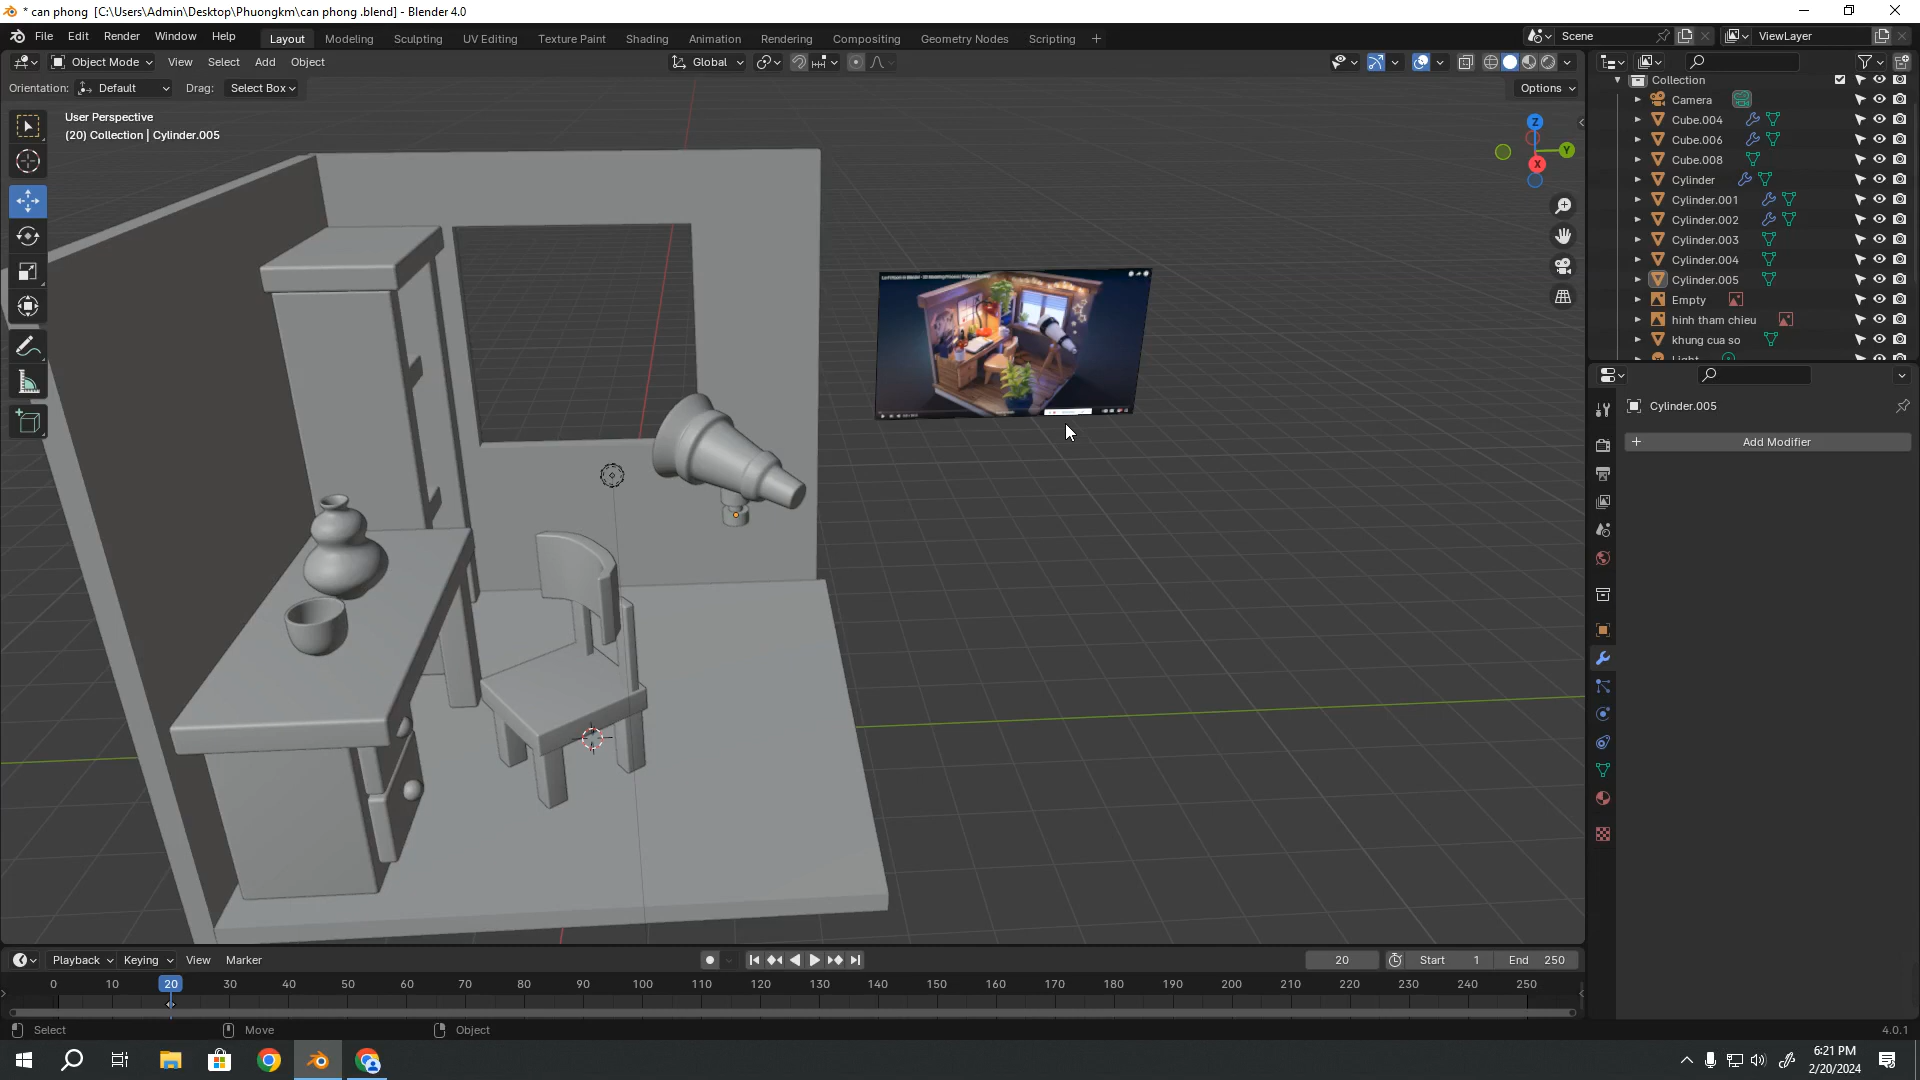 * can phong  [C:\Users\Admin\Desktop\Phuongkm\can phong .blend] - Blender 4.0
File Edit Render Window Help
Layout Modeling Sculpting UV Editing Texture Paint Shading Animation Rendering Compositing Geometry Nodes Scripting +
Scene
ViewLayer
Object Mode View Select Add Object
Global
Orientation: Default Drag: Select Box
Options
User Perspective
(20) Collection | Cylinder.005
Z
Y
X
Collection
Camera
Cube.004
Cube.006
Cube.008
Cylinder
Cylinder.001
Cylinder.002
Cylinder.003
Cylinder.004
Cylinder.005
Empty
hinh tham chieu
khung cua so
Light
Cylinder.005
+ Add Modifier
Playback Keying View Marker
20
Start 1
End 250
0 10 20 30 40 50 60 70 80 90 100 110 120 130 140 150 160 170 180 190 200 210 220 230 240 250
Select
Move
Object
4.0.1
6:21 PM
2/20/2024